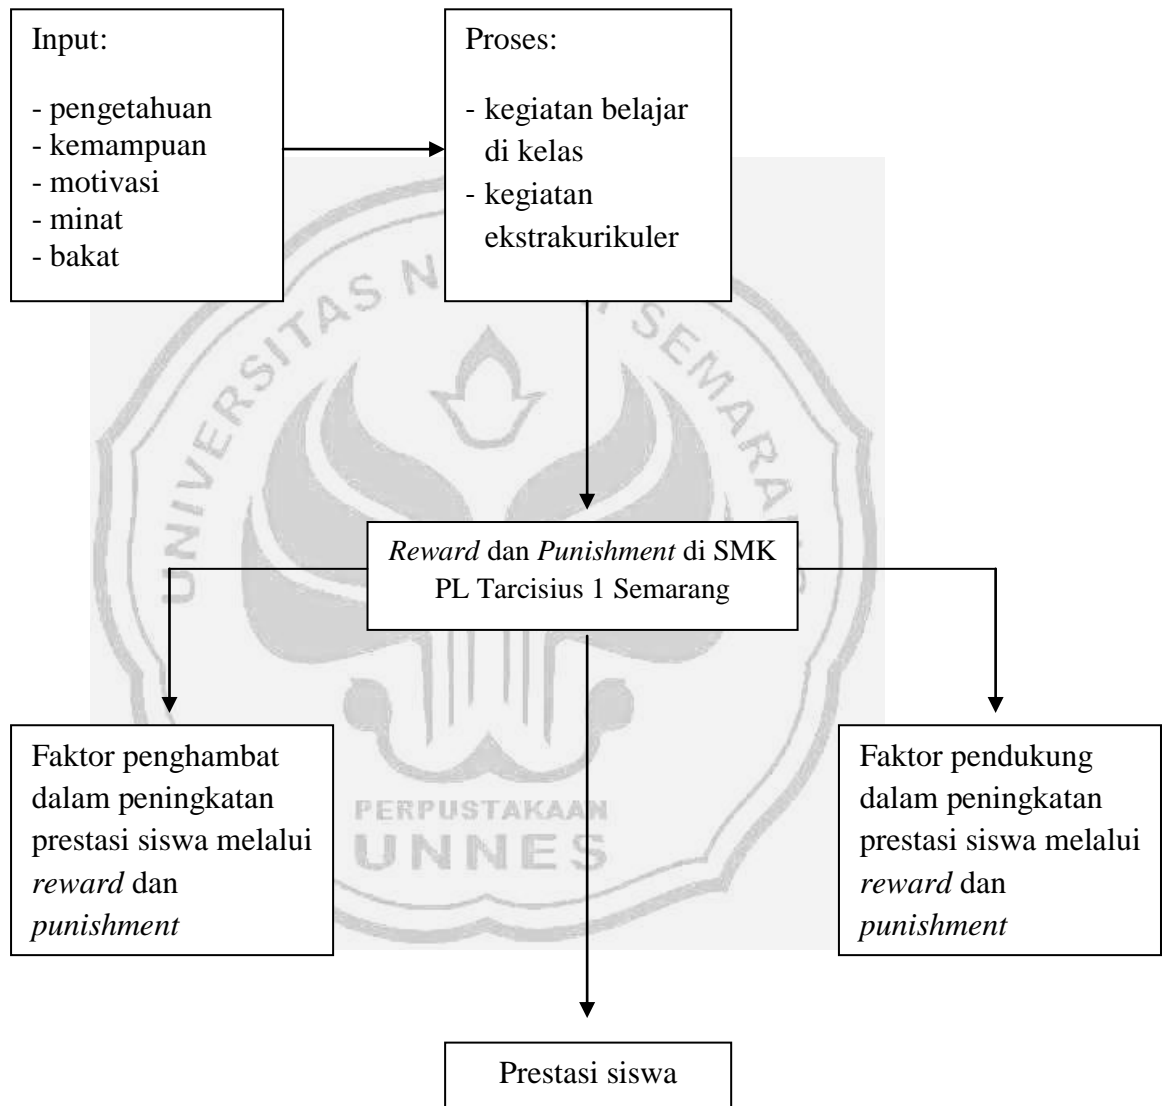 Input:
- pengetahuan
- kemampuan
- motivasi
- minat
- bakat
Proses:
- kegiatan belajar
di kelas
- kegiatan
ekstrakurikuler
UNIVERSITAS N SEMARANG
Reward dan Punishment di SMK
PL Tarcisius 1 Semarang
Faktor penghambat
dalam peningkatan
prestasi siswa melalui
reward dan
punishment
Faktor pendukung
dalam peningkatan
prestasi siswa melalui
reward dan
punishment
PERPUSTAKAAN
UNNES
Prestasi siswa